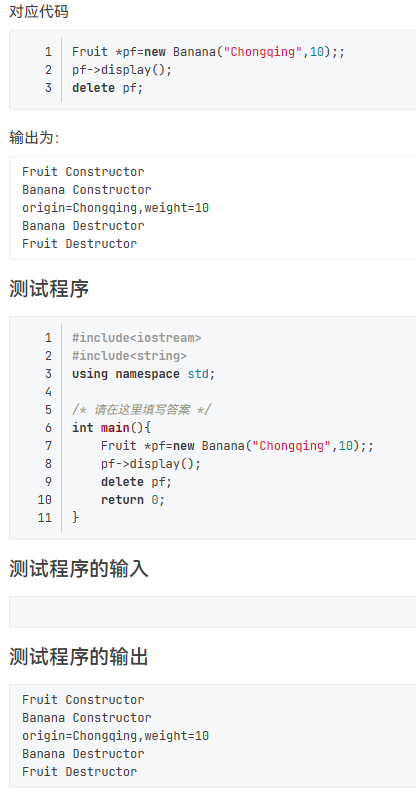 对应代码
1 Fruit *pf=new Banana("Chongqing",10);;
2 pf->display();
3 delete pf;
输出为：
Fruit Constructor
Banana Constructor
origin=Chongqing,weight=10
Banana Destructor
Fruit Destructor
测试程序
1 #include<iostream>
2 #include<string>
3 using namespace std;
4
5 /* 请在这里填写答案 */
6 int main(){
7     Fruit *pf=new Banana("Chongqing",10);;
8     pf->display();
9     delete pf;
10     return 0;
11 }
测试程序的输入
测试程序的输出
Fruit Constructor
Banana Constructor
origin=Chongqing,weight=10
Banana Destructor
Fruit Destructor